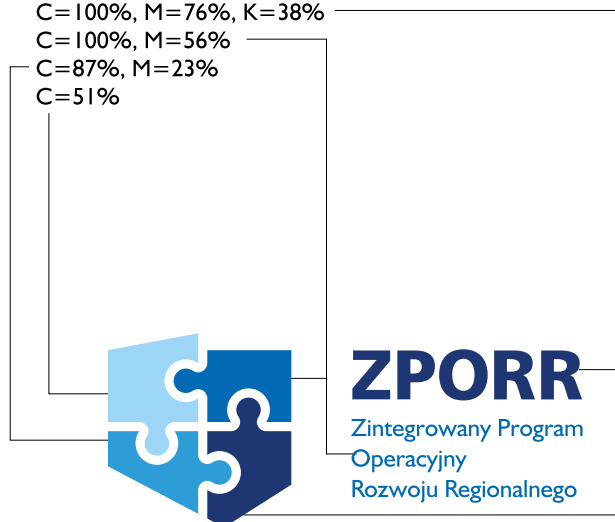 C=100%, M=76%, K=38%
C=100%, M=56%
C=87%, M=23%
C=51%
ZPORR
Zintegrowany Program
Operacyjny
Rozwoju Regionalnego